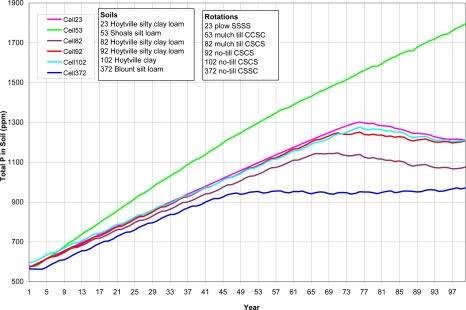 1900
1700
1500
1300
1100
900
700
500
Total P in Soil (ppm)
Cell23
Cell53
Cell82
Cell92
Cell102
Cell372
Soils
23 Hoytville silty clay loam
53 Shoals silt loam
82 Hoytville silty clay loam
92 Hoytville silty clay loam
102 Hoytville clay
372 Blount silt loam
Rotations
23 plow SSSS
53 mulch till CCSC
82 mulch till CSCS
92 no-till CSCS
102 no-till CSCS
372 no-till CSSC
1 5 9 13 17 21 25 29 33 37 41 45 49 53 57 61 65 69 73 77 81 85 89 93 97
Year